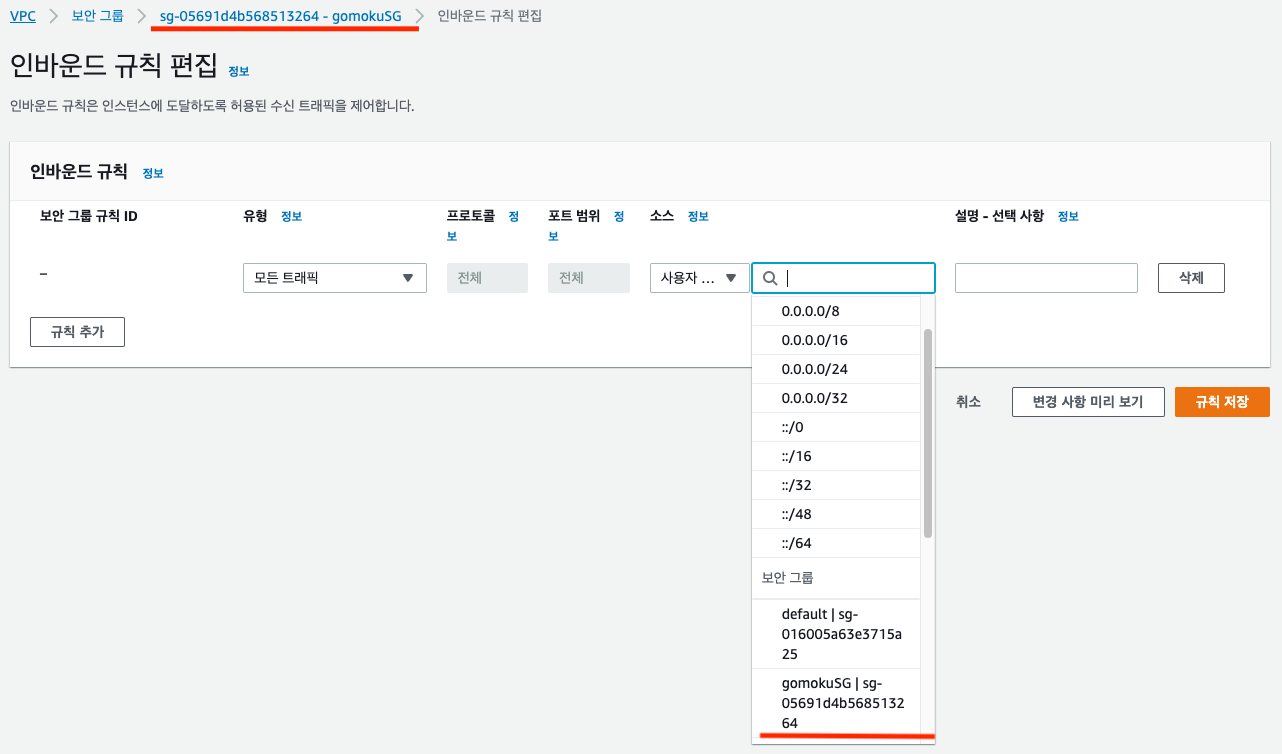 VPC > 보안 그룹 > sg-05691d4b568513264 - gomokuSG > 인바운드 규칙 편집
인바운드 규칙 편집 정보
인바운드 규칙은 인스턴스에 도달하도록 허용된 수신 트래픽을 제어합니다.
인바운드 규칙 정보
보안 그룹 규칙 ID 유형 정보 프로토콜 정보 포트 범위 정보 소스 정보 설명 - 선택 사항 정보
– 모든 트래픽 전체 전체 사용자 ... 삭제
규칙 추가
0.0.0.0/8
0.0.0.0/16
0.0.0.0/24
0.0.0.0/32
취소 변경 사항 미리 보기 규칙 저장
::/0
::/16
::/32
::/48
::/64
보안 그룹
default | sg-
016005a63e3715a
25
gomokuSG | sg-
05691d4b5685132
64